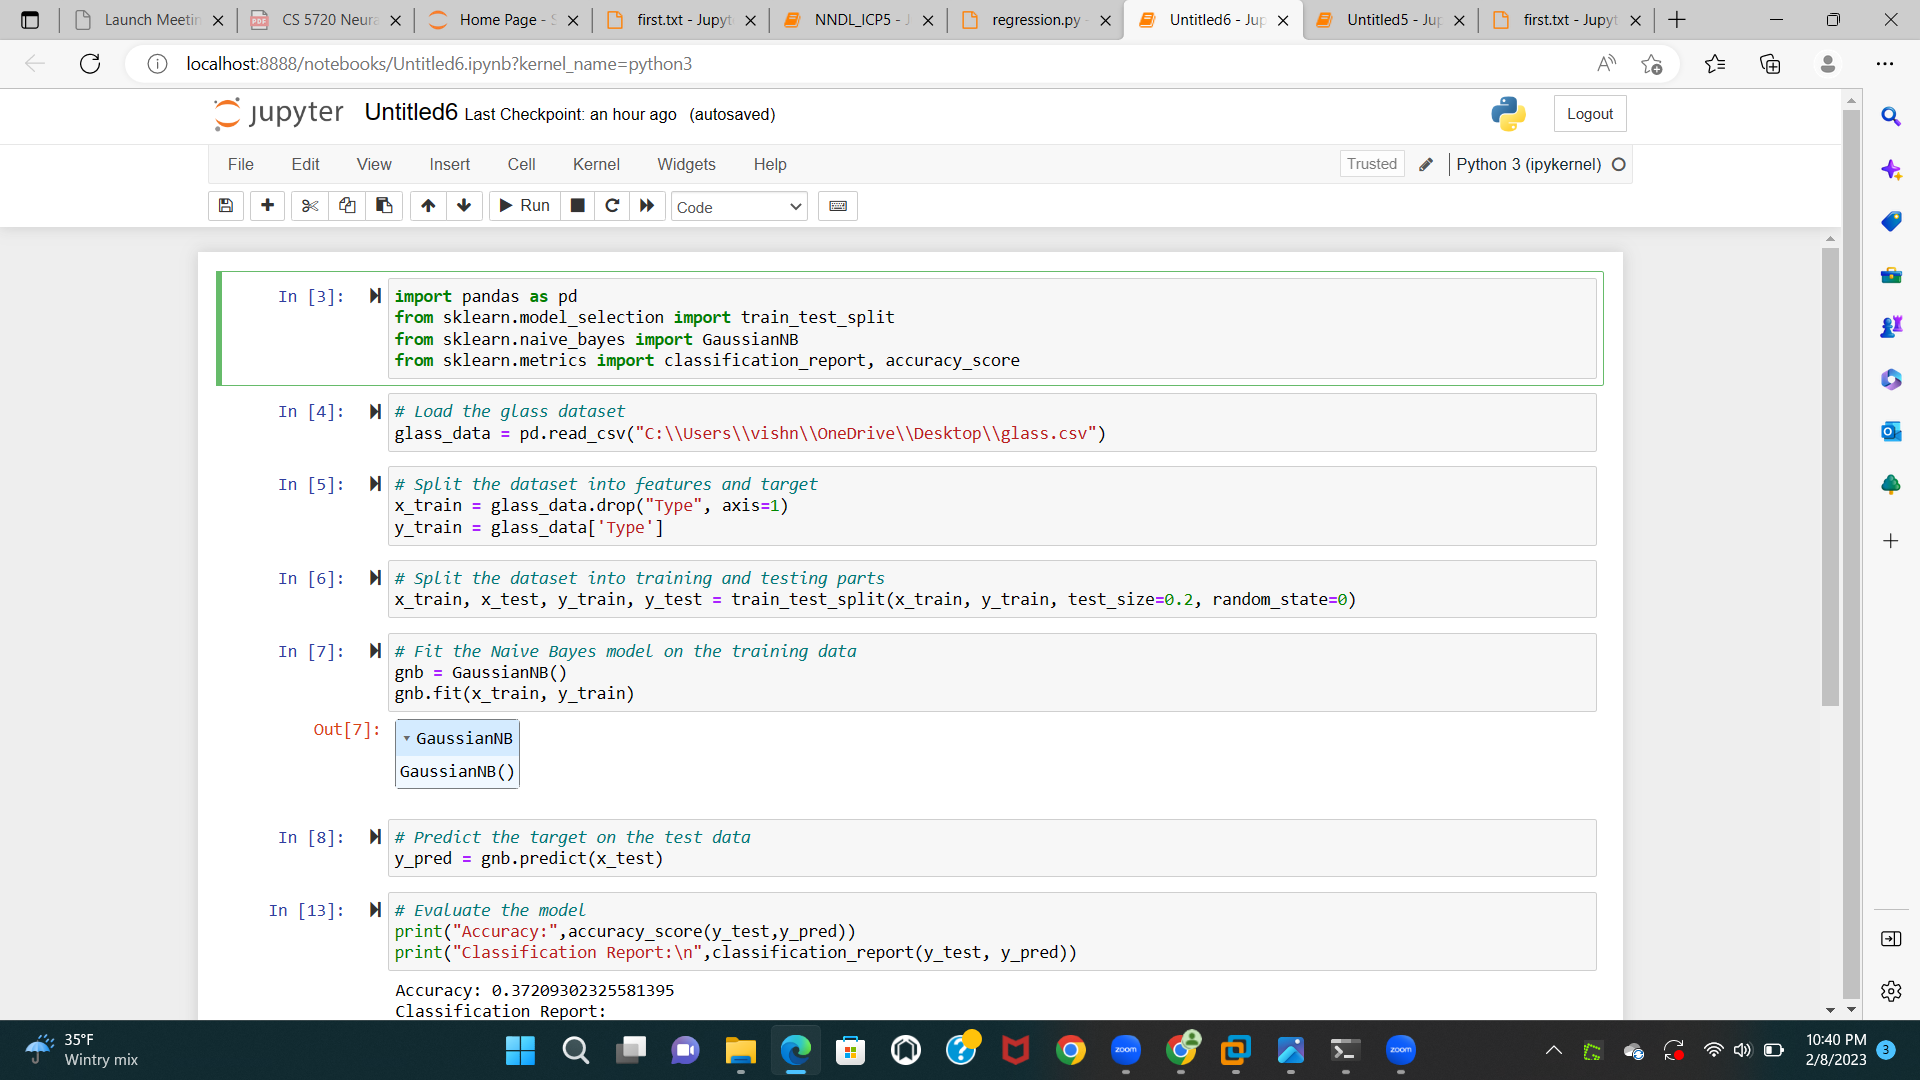 Launch Meetin
CS 5720 Neura
Home Page - S
first.txt - Jupyt
NNDL_ICP5 - J
regression.py -
Untitled6 - Jup
Untitled5 - Jup
first.txt - Jupyt
localhost:8888/notebooks/Untitled6.ipynb?kernel_name=python3
jupyter Untitled6 Last Checkpoint: an hour ago (autosaved)
Logout
File Edit View Insert Cell Kernel Widgets Help
Trusted Python 3 (ipykernel)
Run
Code
In [3]:
import pandas as pd
from sklearn.model_selection import train_test_split
from sklearn.naive_bayes import GaussianNB
from sklearn.metrics import classification_report, accuracy_score
In [4]:
# Load the glass dataset
glass_data = pd.read_csv("C:\\Users\\vishn\\OneDrive\\Desktop\\glass.csv")
In [5]:
# Split the dataset into features and target
x_train = glass_data.drop("Type", axis=1)
y_train = glass_data['Type']
In [6]:
# Split the dataset into training and testing parts
x_train, x_test, y_train, y_test = train_test_split(x_train, y_train, test_size=0.2, random_state=0)
In [7]:
# Fit the Naive Bayes model on the training data
gnb = GaussianNB()
gnb.fit(x_train, y_train)
Out[7]:
GaussianNB
GaussianNB()
In [8]:
# Predict the target on the test data
y_pred = gnb.predict(x_test)
In [13]:
# Evaluate the model
print("Accuracy:",accuracy_score(y_test,y_pred))
print("Classification Report:\n",classification_report(y_test, y_pred))
Accuracy: 0.37209302325581395
Classification Report:
35°F
Wintry mix
zoom
zoom
10:40 PM
2/8/2023
3